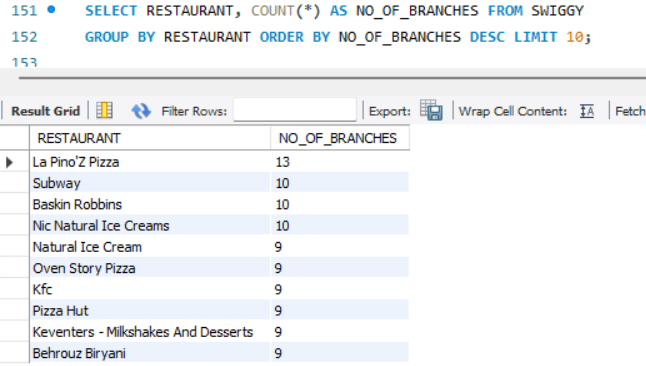 151 SELECT RESTAURANT, COUNT(*) AS NO_OF_BRANCHES FROM SWIGGY
152 GROUP BY RESTAURANT ORDER BY NO_OF_BRANCHES DESC LIMIT 10;
153
Result Grid Filter Rows: Export: Wrap Cell Content: IA Fetch
RESTAURANT NO_OF_BRANCHES
La Pino'Z Pizza 13
Subway 10
Baskin Robbins 10
Nic Natural Ice Creams 10
Natural Ice Cream 9
Oven Story Pizza 9
Kfc 9
Pizza Hut 9
Keventers - Milkshakes And Desserts 9
Behrouz Biryani 9